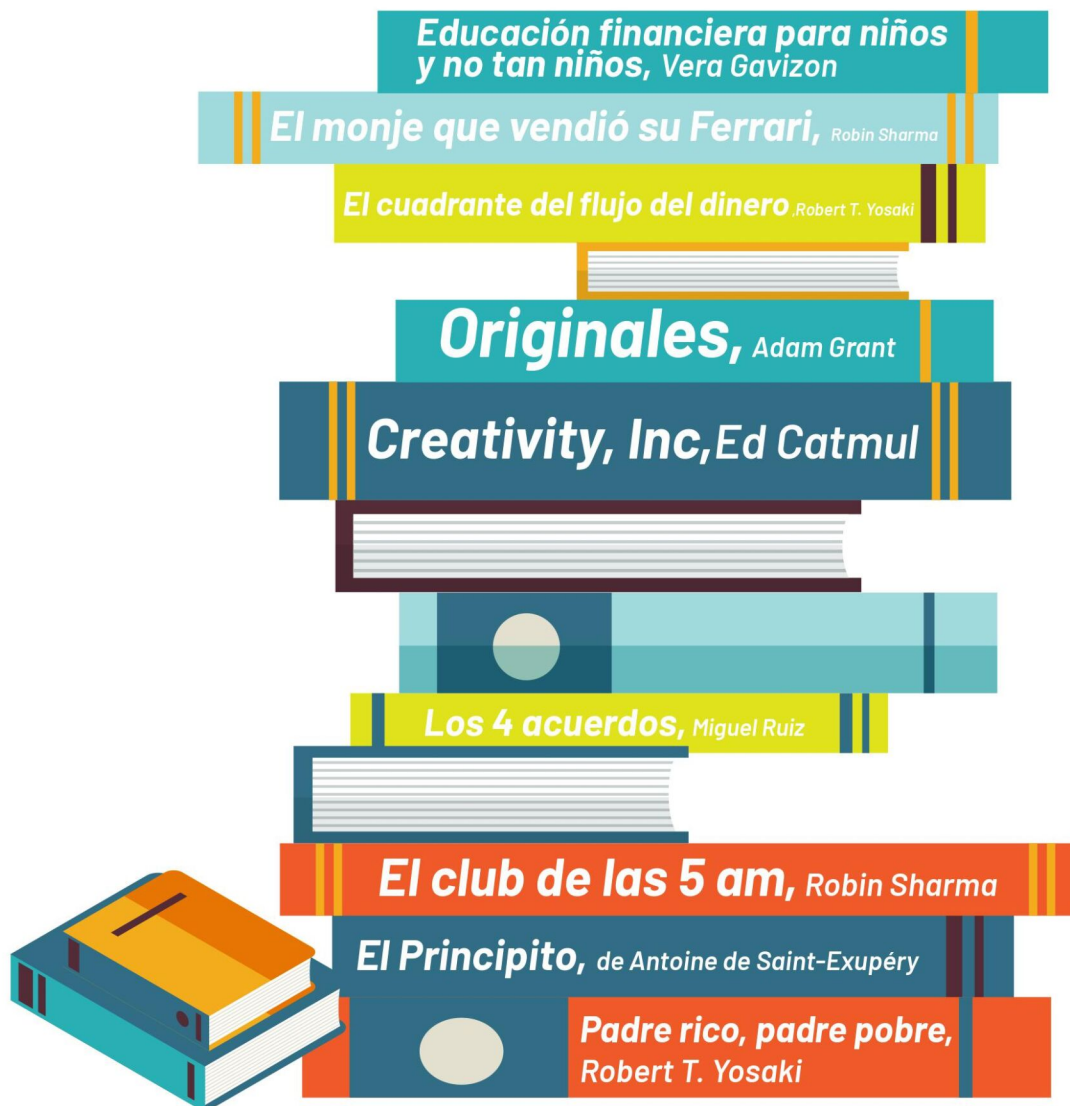 Educación financiera para niños
y no tan niños, Vera Gavizon
El monje que vendió su Ferrari, Robin Sharma
El cuadrante del flujo del dinero ,Robert T. Yosaki
Originales, Adam Grant
Creativity, Inc,Ed Catmul
Los 4 acuerdos, Miguel Ruiz
El club de las 5 am, Robin Sharma
El Principito, de Antoine de Saint-Exupéry
Padre rico, padre pobre,
Robert T. Yosaki